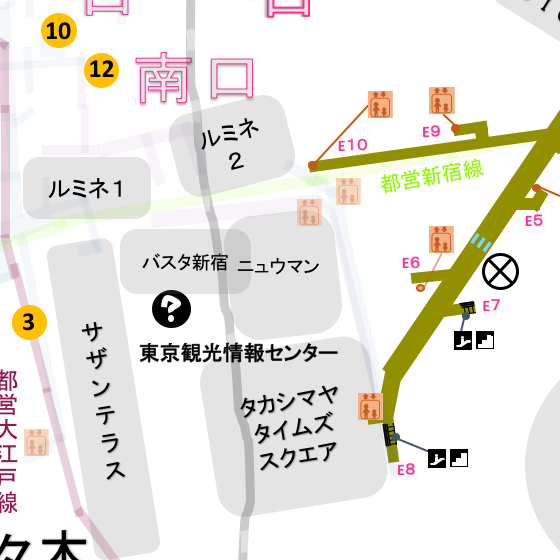 10
12
南口
ルミネ
2
E10
E9
都営新宿線
ルミネ1
E5
バスタ新宿
ニュウマン
E6
E7
3
サザンテラス
?
東京観光情報センター
タカシマヤ
タイムズ
スクエア
都営大江戸線
E8